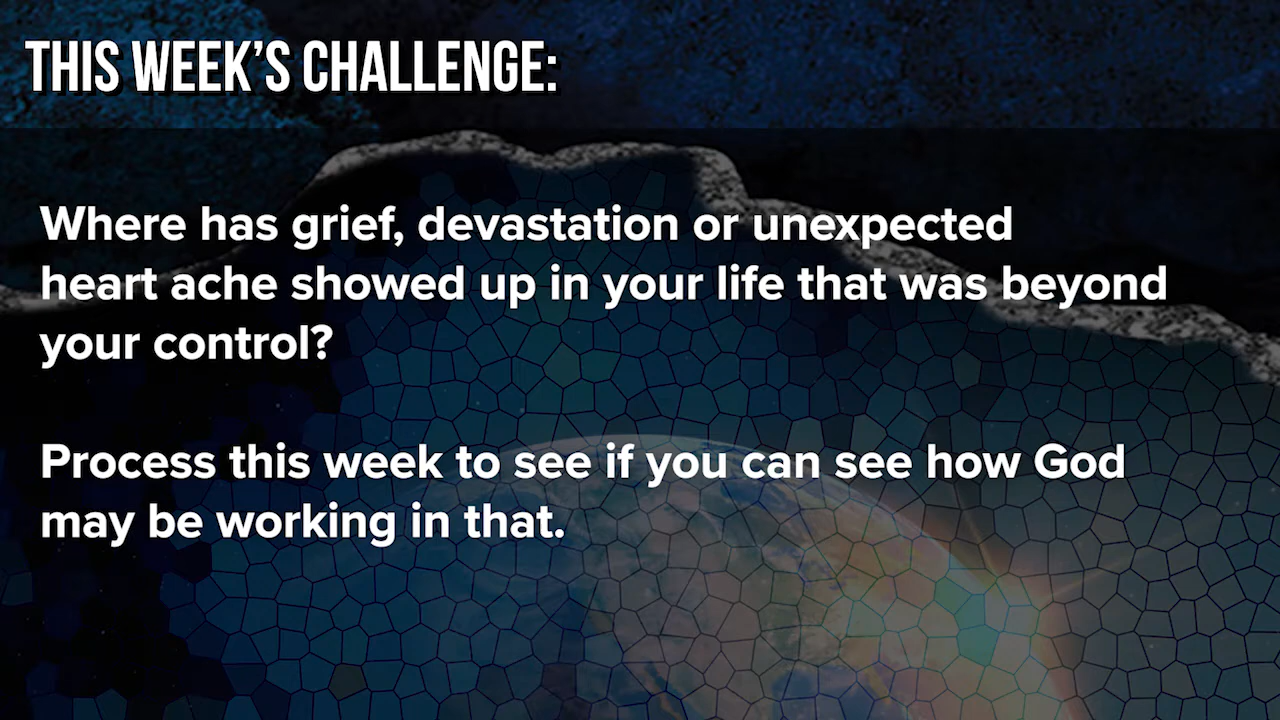 THIS WEEK’S CHALLENGE:
Where has grief, devastation or unexpected
heart ache showed up in your life that was beyond
your control?
Process this week to see if you can see how God
may be working in that.